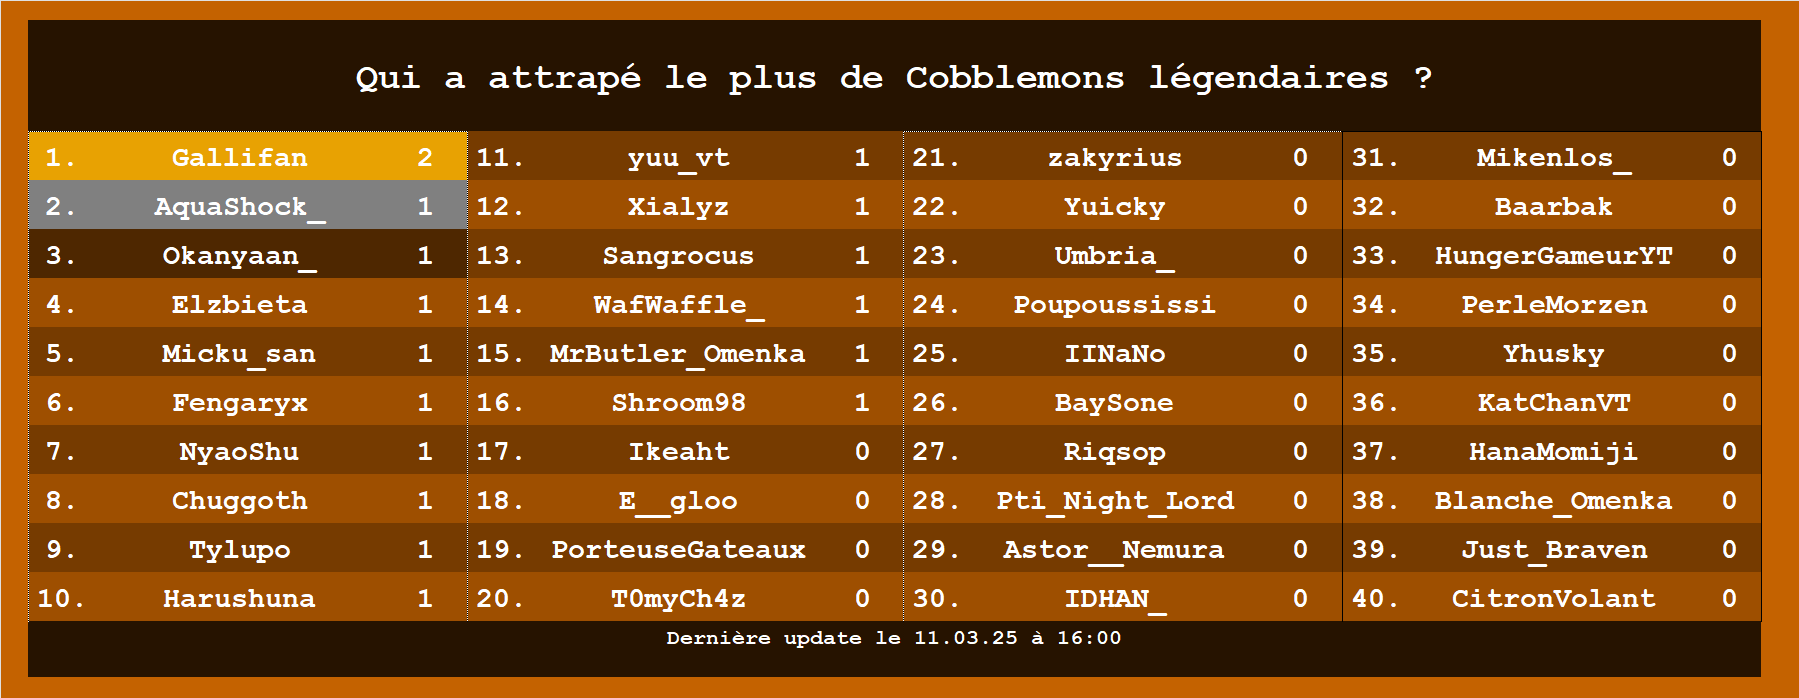 Qui a attrapé le plus de Cobblemons légendaires ?
1. Gallifan 2
2. AquaShock_ 1
3. Okanyaan_ 1
4. Elzbieta 1
5. Micku_san 1
6. Fengaryx 1
7. NyaoShu 1
8. Chuggoth 1
9. Tylupo 1
10. Harushuna 1
11. yuu_vt 1
12. Xialyz 1
13. Sangrocus 1
14. WafWaffle_ 1
15. MrButler_Omenka 1
16. Shroom98 1
17. Ikeaht 0
18. E__gloo 0
19. PorteuseGateaux 0
20. T0myCh4z 0
21. zakyrius 0
22. Yuicky 0
23. Umbria_ 0
24. Poupoussissi 0
25. IINaNo 0
26. BaySone 0
27. Riqsop 0
28. Pti_Night_Lord 0
29. Astor__Nemura 0
30. IDHAN_ 0
31. Mikenlos_ 0
32. Baarbak 0
33. HungerGameurYT 0
34. PerleMorzen 0
35. Yhusky 0
36. KatChanVT 0
37. HanaMomiji 0
38. Blanche_Omenka 0
39. Just_Braven 0
40. CitronVolant 0
Dernière update le 11.03.25 à 16:00